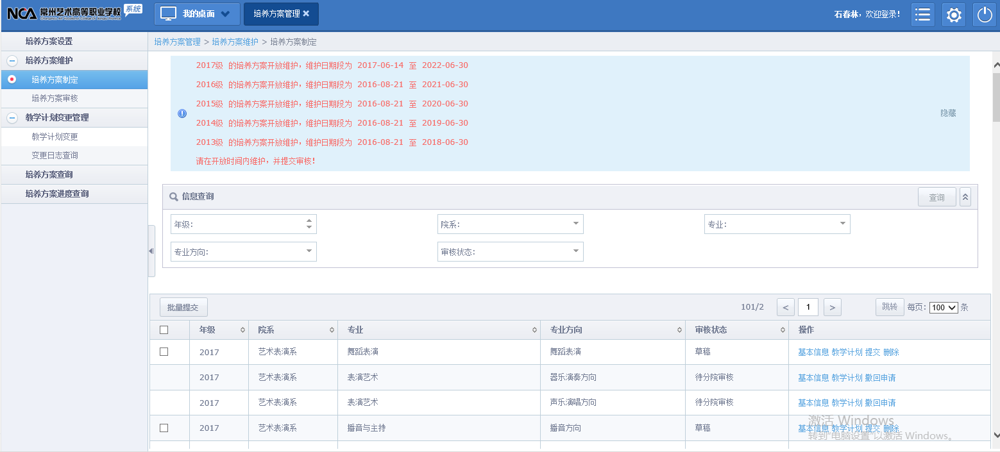 NCA 常州艺术高等职业学校 系统
我的桌面
培养方案管理
石春林，欢迎登录！
培养方案设置
培养方案维护
培养方案制定
培养方案审核
教学计划变更管理
教学计划变更
变更日志查询
培养方案查询
培养方案进度查询
培养方案管理 > 培养方案维护 > 培养方案制定
2017级 的培养方案开放维护，维护日期段为 2017-06-14 至 2022-06-30
2016级 的培养方案开放维护，维护日期段为 2016-08-21 至 2021-06-30
2015级 的培养方案开放维护，维护日期段为 2016-08-21 至 2020-06-30
2014级 的培养方案开放维护，维护日期段为 2016-08-21 至 2019-06-30
2013级 的培养方案开放维护，维护日期段为 2016-08-21 至 2018-06-30
请在开放时间内维护，并提交审核！
隐藏
信息查询 查询
年级： 院系： 专业：
专业方向： 审核状态：
批量提交 101/2 < 1 > 跳转 每页： 100 条
年级 院系 专业 专业方向 审核状态 操作
2017 艺术表演系 舞蹈表演 舞蹈表演 草稿 基本信息 教学计划 提交 删除
2017 艺术表演系 表演艺术 器乐演奏方向 待分院审核 基本信息 教学计划 撤回申请
2017 艺术表演系 表演艺术 声乐演唱方向 待分院审核 基本信息 教学计划 撤回申请
2017 艺术表演系 播音与主持 播音方向 草稿 基本信息 教学计划 提交 删除
激活 Windows
转到"电脑设置"以激活 Windows。